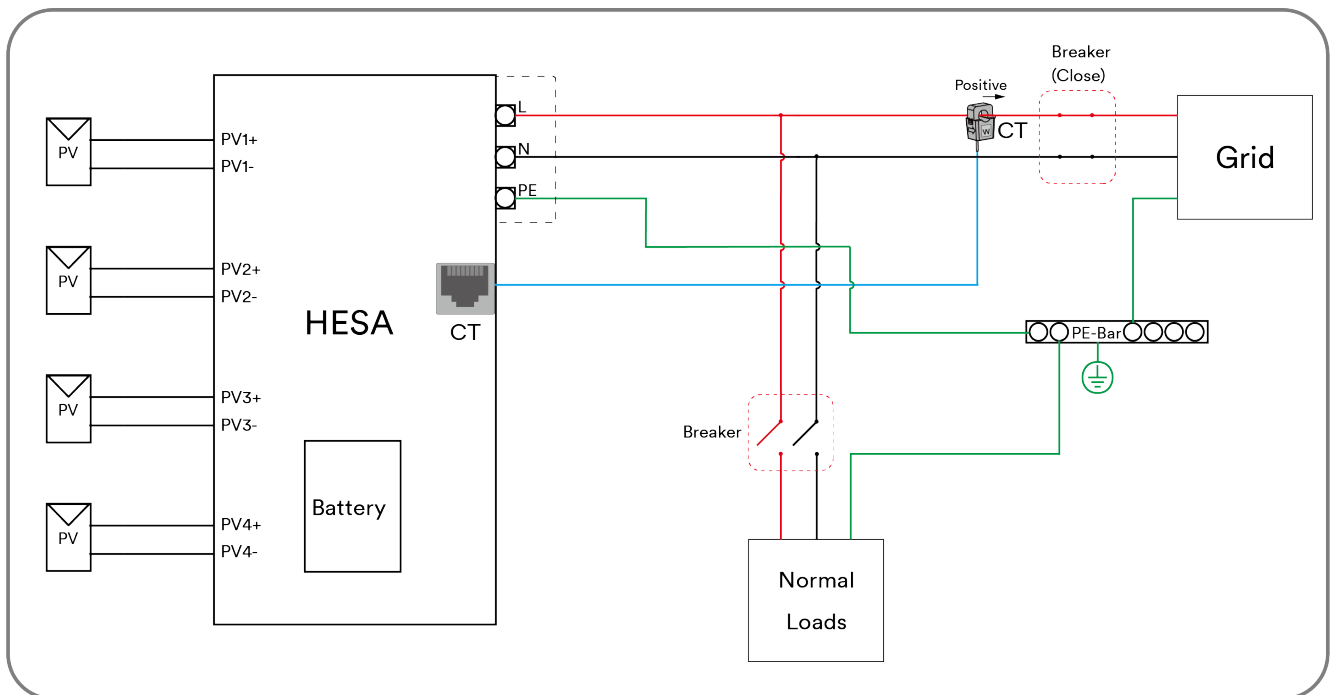 Breaker
(Close)
Positive
CT
W
Grid
L
N
PE
PV
PV1+
PV1-
PV
PV2+
PV2-
HESA
CT
PE-Bar
PV
PV3+
PV3-
Breaker
Battery
PV
PV4+
PV4-
Normal
Loads